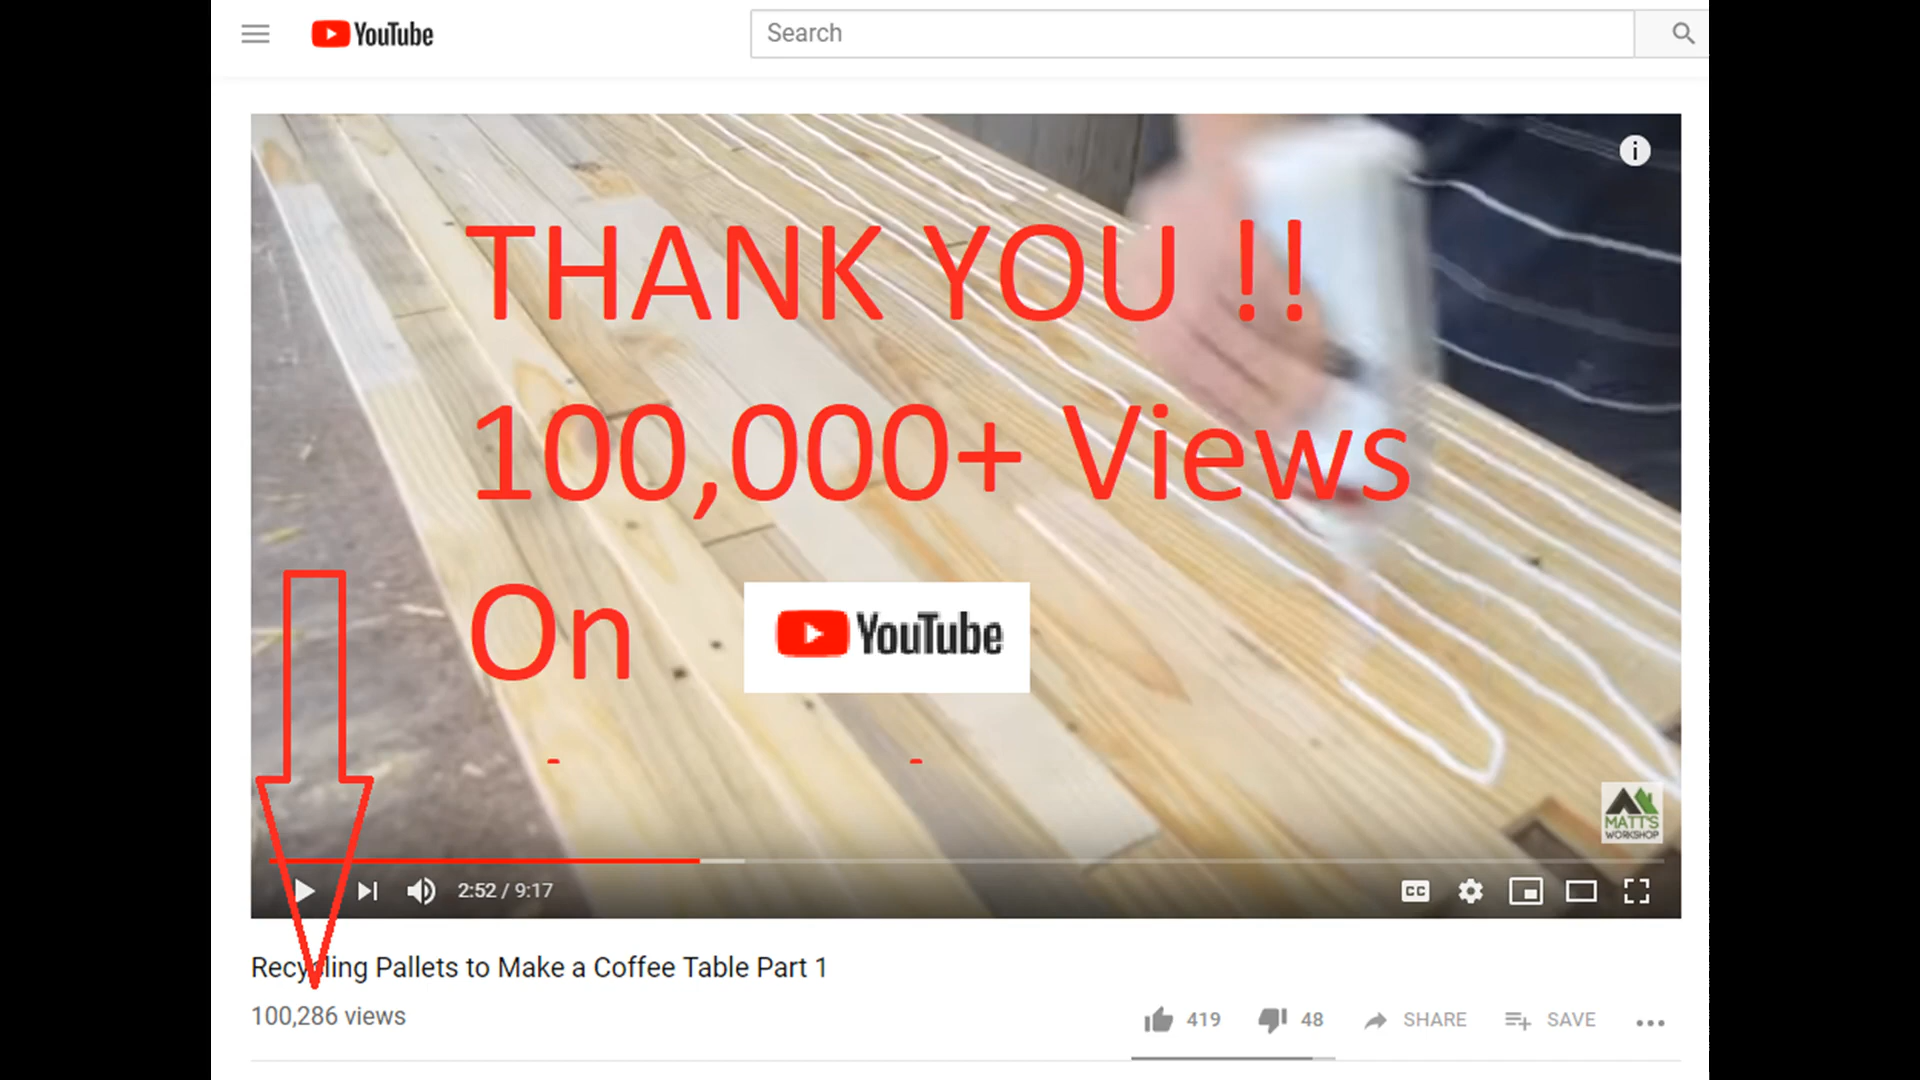 YouTube
Search
i
THANK YOU !!
100,000+ Views
On YouTube
MATT'S
WORKSHOP
2:52 / 9:17
CC
Recycling Pallets to Make a Coffee Table Part 1
100,286 views
419 48 SHARE SAVE